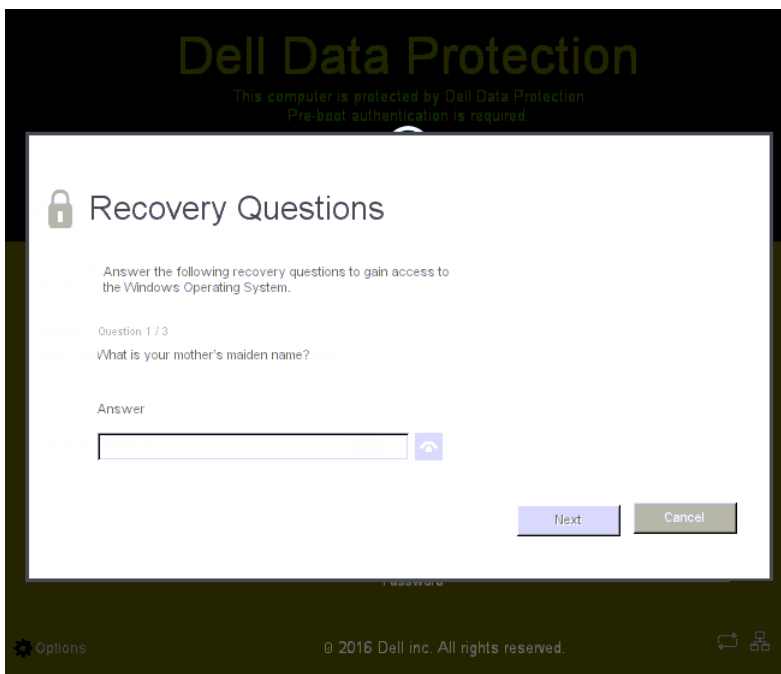 Dell Data Protection
This computer is protected by Dell Data Protection
Pre-boot authentication is required.
Recovery Questions
Answer the following recovery questions to gain access to
the Windows Operating System.
Question 1 / 3
What is your mother's maiden name?
Answer
Next
Cancel
Password
Options
© 2016 Dell inc. All rights reserved.